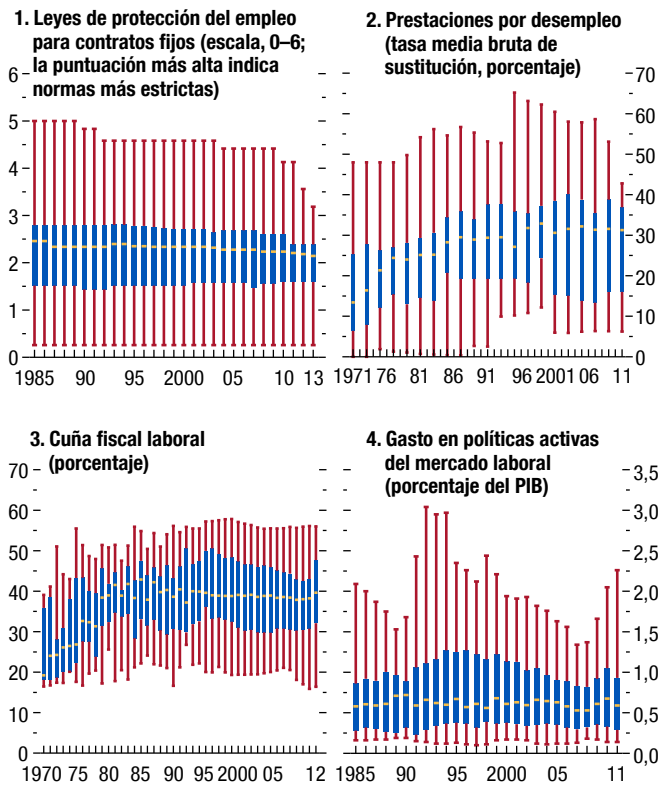 1. Leyes de protección del empleo
para contratos fijos (escala, 0–6;
la puntuación más alta indica
normas más estrictas)
6
5
4
3
2
1
0
1985 90 95 2000 05 10 13
2. Prestaciones por desempleo
(tasa media bruta de
sustitución, porcentaje)
70
60
50
40
30
20
10
0
1971 76 81 86 91 96 2001 06 11
3. Cuña fiscal laboral
(porcentaje)
70
60
50
40
30
20
10
0
1970 75 80 85 90 95 2000 05 12
4. Gasto en políticas activas
del mercado laboral
(porcentaje del PIB)
3,5
3,0
2,5
2,0
1,5
1,0
0,5
0,0
1985 90 95 2000 05 11